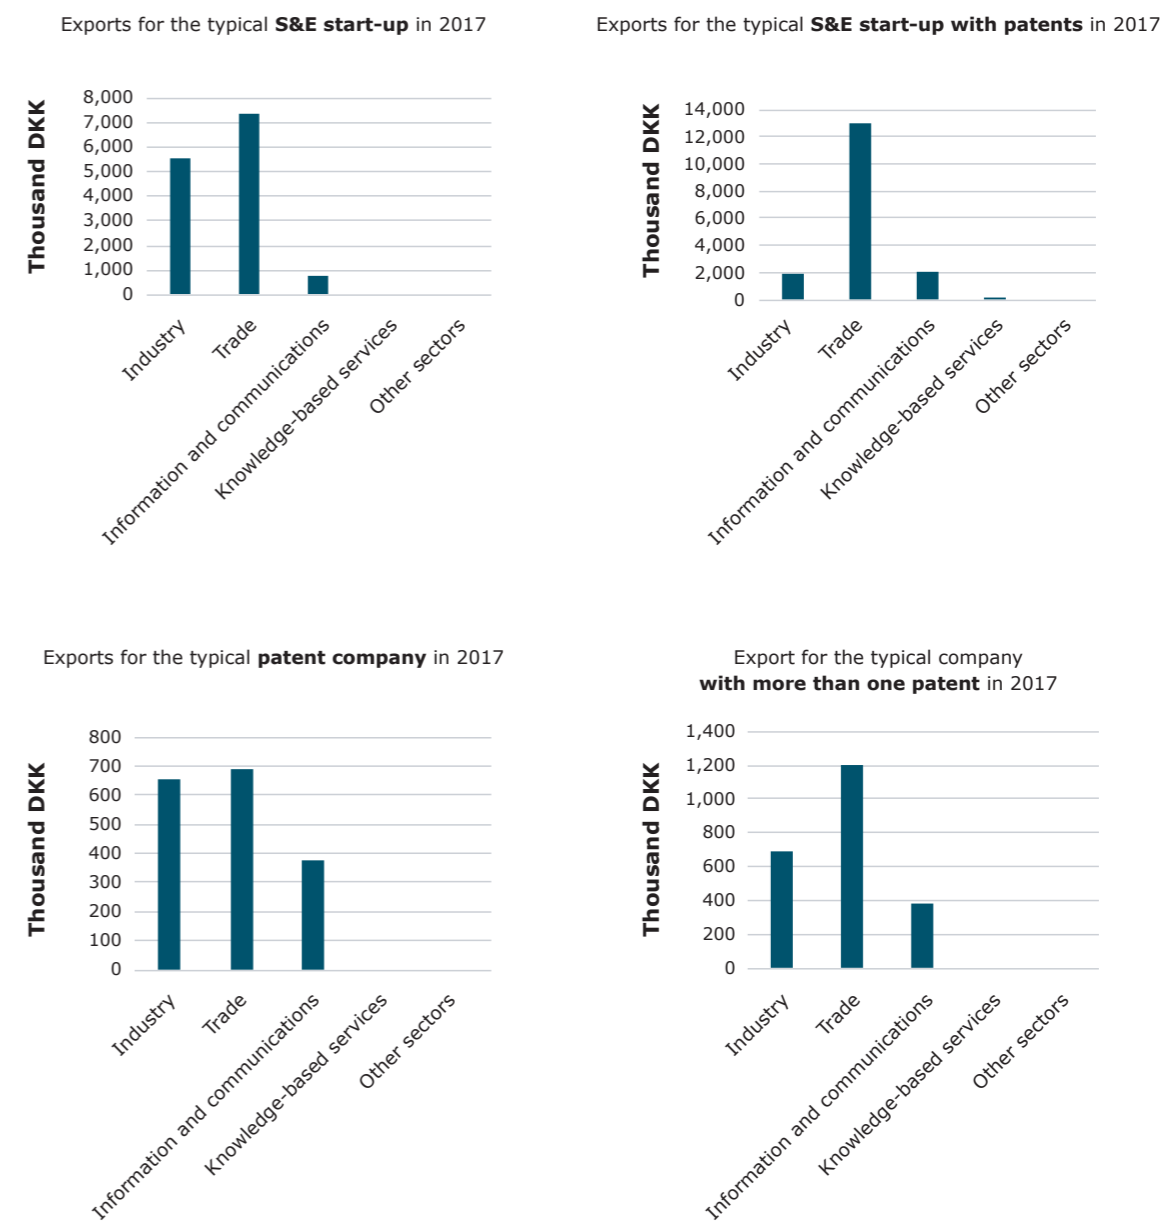 Exports for the typical S&E start-up in 2017
Thousand DKK
8,000
7,000
6,000
5,000
4,000
3,000
2,000
1,000
0
Industry
Trade
Information and communications
Knowledge-based services
Other sectors
Exports for the typical S&E start-up with patents in 2017
Thousand DKK
14,000
12,000
10,000
8,000
6,000
4,000
2,000
0
Industry
Trade
Information and communications
Knowledge-based services
Other sectors
Exports for the typical patent company in 2017
Thousand DKK
800
700
600
500
400
300
200
100
0
Industry
Trade
Information and communications
Knowledge-based services
Other sectors
Export for the typical company
with more than one patent in 2017
Thousand DKK
1,400
1,200
1,000
800
600
400
200
0
Industry
Trade
Information and communications
Knowledge-based services
Other sectors